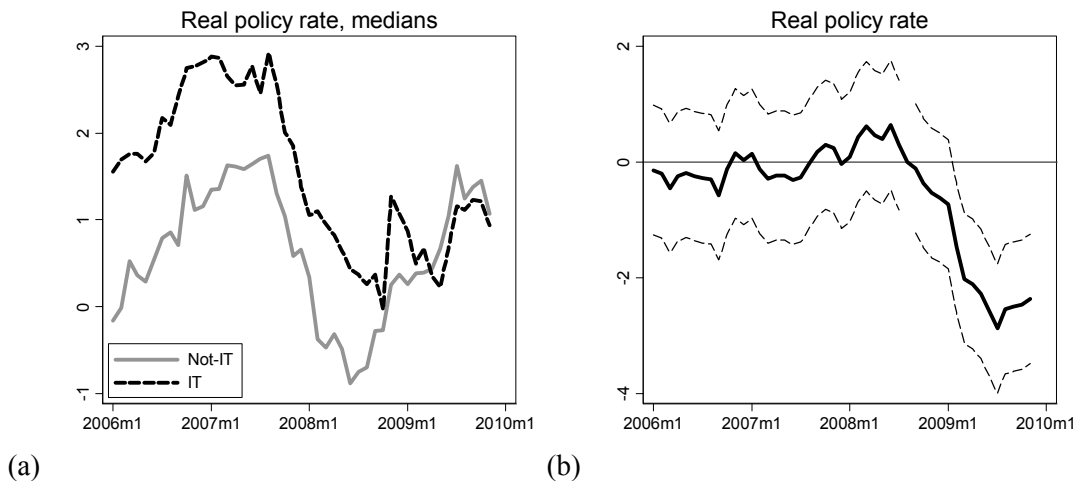 Real policy rate, medians
3
2
1
0
-1
Not-IT
IT
2006m1 2007m1 2008m1 2009m1 2010m1
(a)
Real policy rate
2
0
-2
-4
2006m1 2007m1 2008m1 2009m1 2010m1
(b)